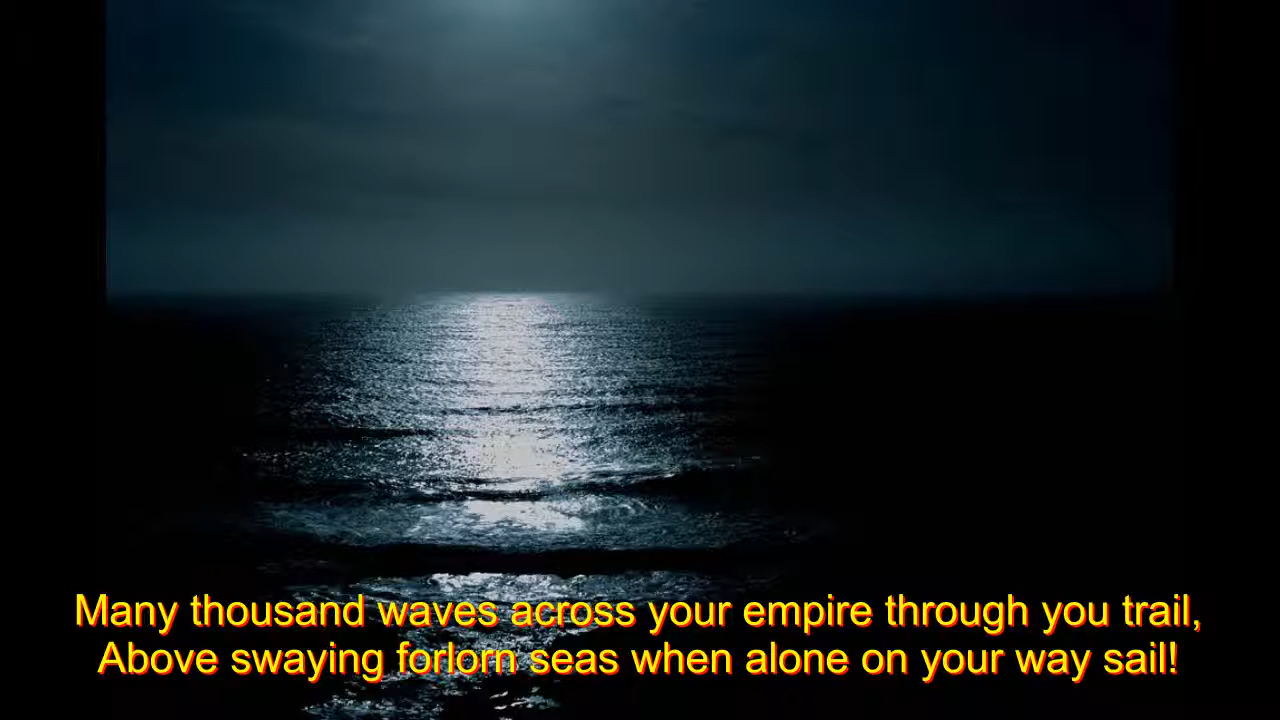 Many thousand waves across your empire through you trail,
Above swaying forlorn seas when alone on your way sail!